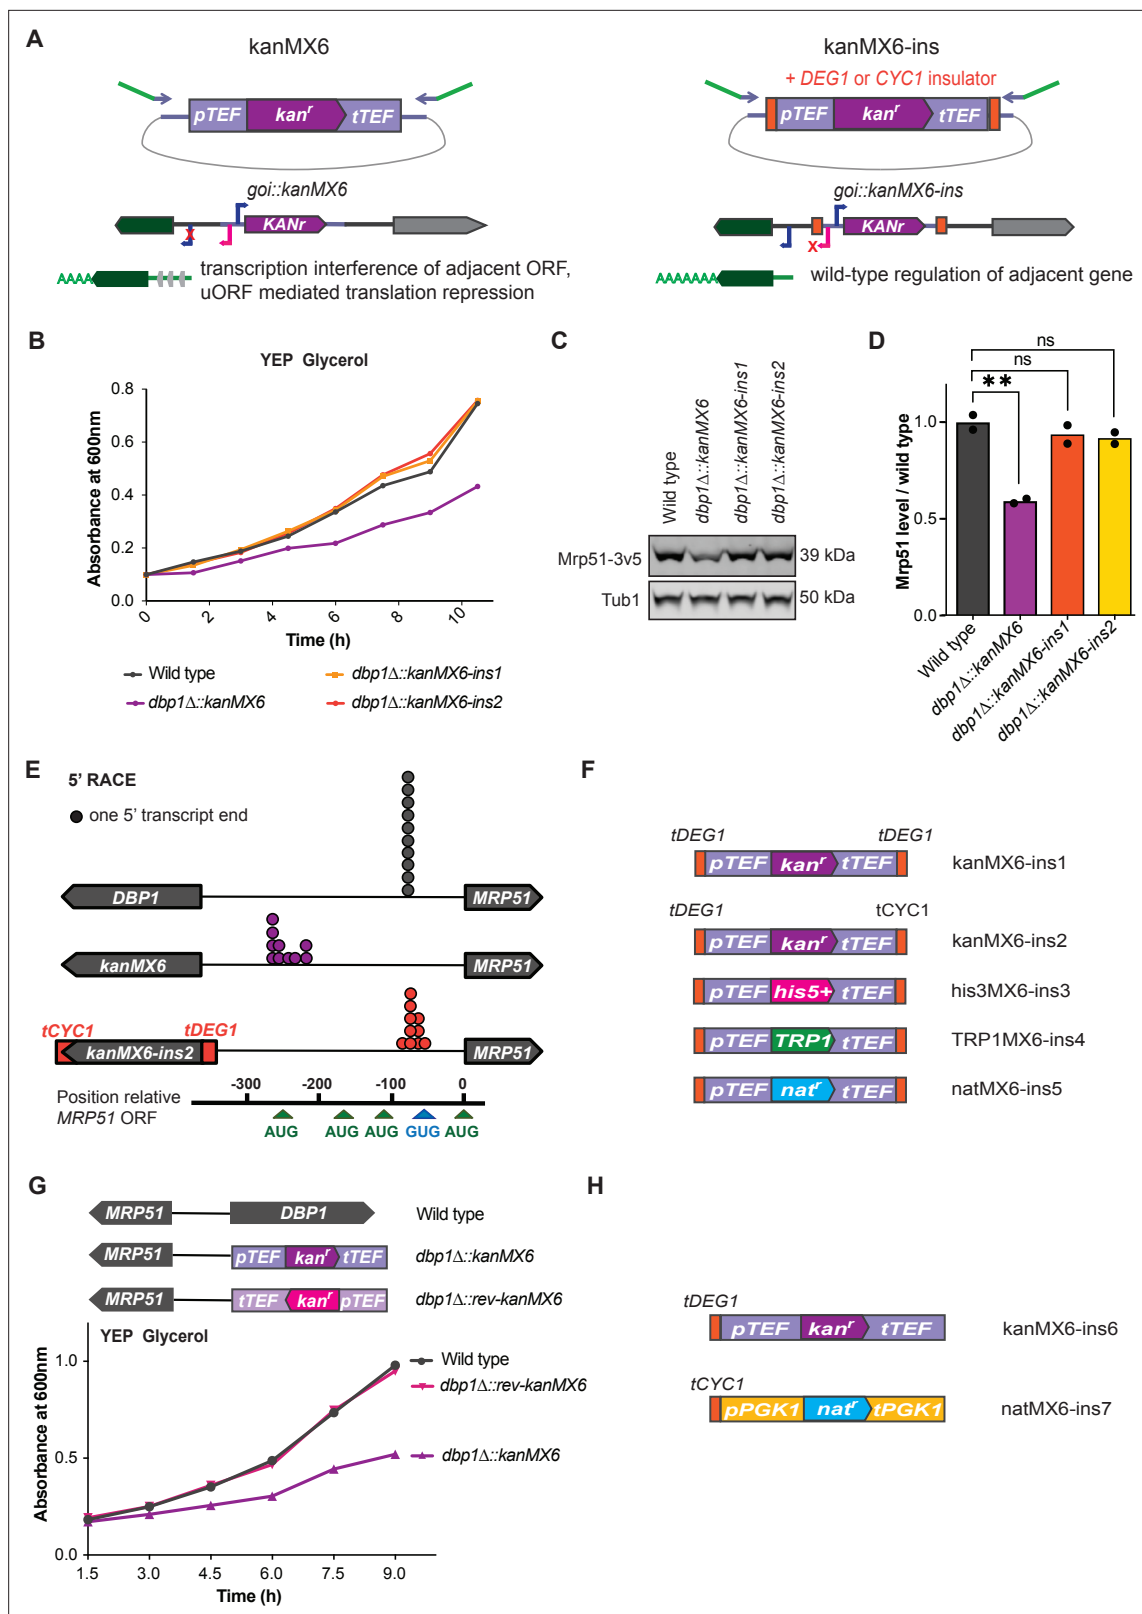 A
kanMX6
pTEF kanr tTEF
goi::kanMX6
X
KANr
AAAA
transcription interference of adjacent ORF,
uORF mediated translation repression
kanMX6-ins
+ DEG1 or CYC1 insulator
pTEF kanr tTEF
goi::kanMX6-ins
X
KANr
AAAAAAA
wild-type regulation of adjacent gene
B
YEP Glycerol
Absorbance at 600nm
0.8
0.6
0.4
0.2
0.0
0 2 4 6 8 10
Time (h)
Wild type
dbp1Δ::kanMX6-ins1
dbp1Δ::kanMX6
dbp1Δ::kanMX6-ins2
C
Wild type
dbp1Δ::kanMX6
dbp1Δ::kanMX6-ins1
dbp1Δ::kanMX6-ins2
Mrp51-3v5
39 kDa
Tub1
50 kDa
D
ns
ns
**
Mrp51 level / wild type
1.0
0.5
0.0
Wild type
dbp1Δ::kanMX6
dbp1Δ::kanMX6-ins1
dbp1Δ::kanMX6-ins2
E
5' RACE
one 5' transcript end
DBP1 MRP51
kanMX6 MRP51
tCYC1 tDEG1
kanMX6-ins2 MRP51
Position relative
MRP51 ORF
-300 -200 -100 0
AUG AUG AUG GUG AUG
F
tDEG1 tDEG1
pTEF kanr tTEF kanMX6-ins1
tDEG1 tCYC1
pTEF kanr tTEF kanMX6-ins2
pTEF his5+ tTEF his3MX6-ins3
pTEF TRP1 tTEF TRP1MX6-ins4
pTEF natr tTEF natMX6-ins5
G
MRP51 DBP1 Wild type
MRP51 pTEF kanr tTEF dbp1Δ::kanMX6
MRP51 tTEF kanr pTEF dbp1Δ::rev-kanMX6
YEP Glycerol
Absorbance at 600nm
1.0
0.5
0.0
1.5 3.0 4.5 6.0 7.5 9.0
Time (h)
Wild type
dbp1Δ::rev-kanMX6
dbp1Δ::kanMX6
H
tDEG1
pTEF kanr tTEF kanMX6-ins6
tCYC1
pPGK1 natr tPGK1 natMX6-ins7